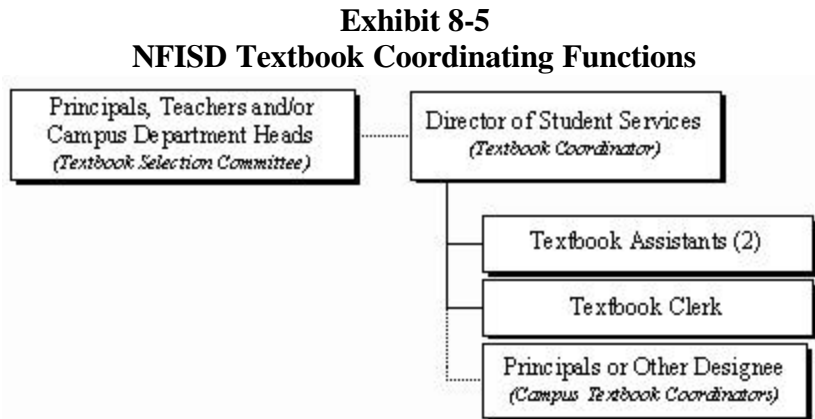 Exhibit 8-5
NFISD Textbook Coordinating Functions
Principals, Teachers and/or
Campus Department Heads
(Textbook Selection Committee)
Director of Student Services
(Textbook Coordinator)
Textbook Assistants (2)
Textbook Clerk
Principals or Other Designee
(Campus Textbook Coordinators)